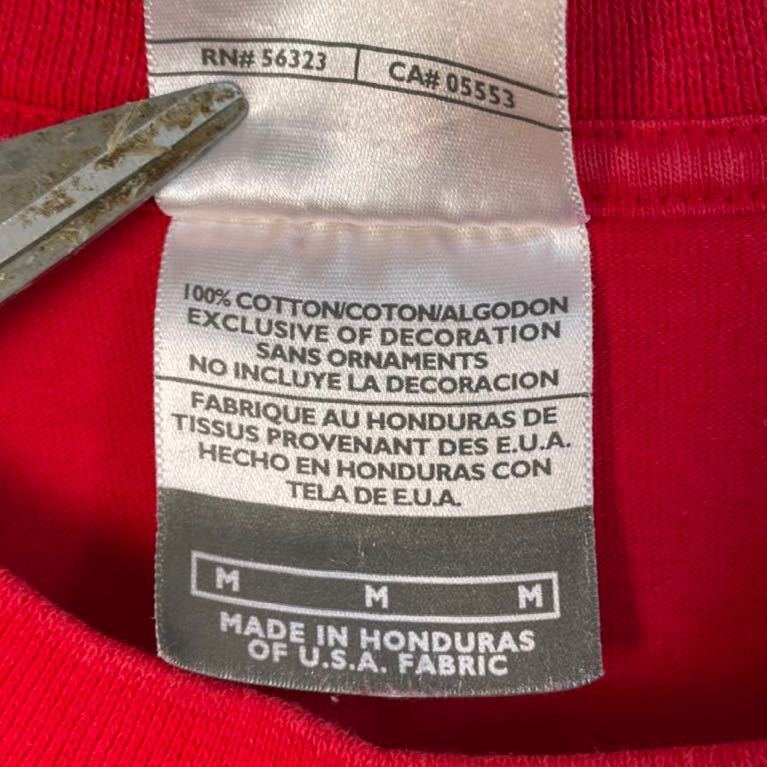 RN# 56323 | CA# 05553
100% COTTON/COTON/ALGODON
EXCLUSIVE OF DECORATION
SANS ORNAMENTS
NO INCLUYE LA DECORACION
FABRIQUE AU HONDURAS DE
TISSUS PROVENANT DES E.U.A.
HECHO EN HONDURAS CON
TELA DE E.U.A.
M M M
MADE IN HONDURAS
OF U.S.A. FABRIC